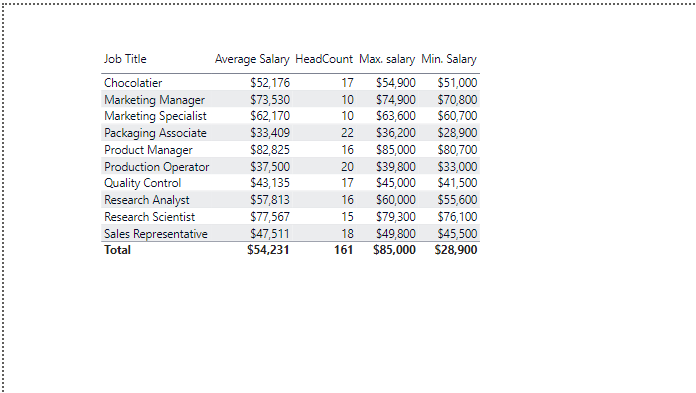 Job Title Average Salary HeadCount Max. salary Min. Salary
Chocolatier $52,176 17 $54,900 $51,000
Marketing Manager $73,530 10 $74,900 $70,800
Marketing Specialist $62,170 10 $63,600 $60,700
Packaging Associate $33,409 22 $36,200 $28,900
Product Manager $82,825 16 $85,000 $80,700
Production Operator $37,500 20 $39,800 $33,000
Quality Control $43,135 17 $45,000 $41,500
Research Analyst $57,813 16 $60,000 $55,600
Research Scientist $77,567 15 $79,300 $76,100
Sales Representative $47,511 18 $49,800 $45,500
Total $54,231 161 $85,000 $28,900